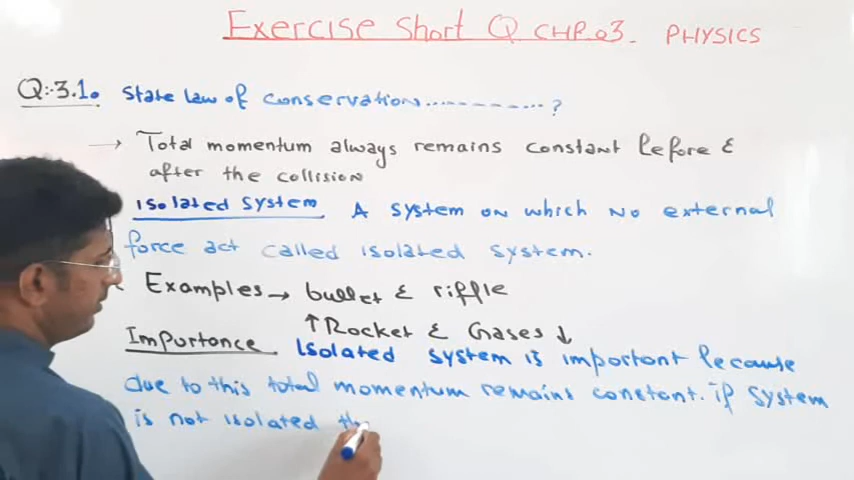 Exercise Short Q CHP.03. PHYSICS
Q:-3.1. State law of conservation..............?
→ Total momentum always remains constant before &
after the collision
isolated system A system on which no external
force act called isolated system.
Examples → bullet & riffle
↑Rocket & Gases↓
Importance Isolated system is important because
due to this total momentum remains constant. if system
is not isolated